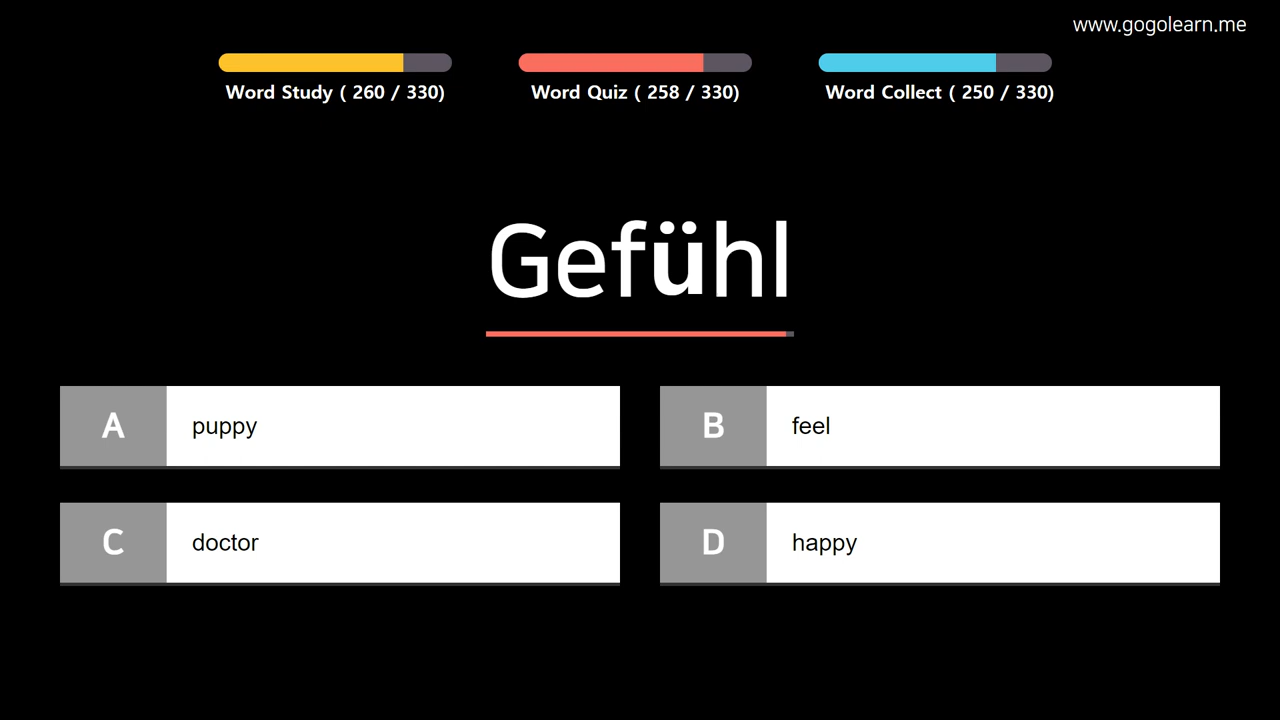 www.gogolearn.me
Word Study ( 260 / 330)
Word Quiz ( 258 / 330)
Word Collect ( 250 / 330)
Gefühl
A puppy
B feel
C doctor
D happy